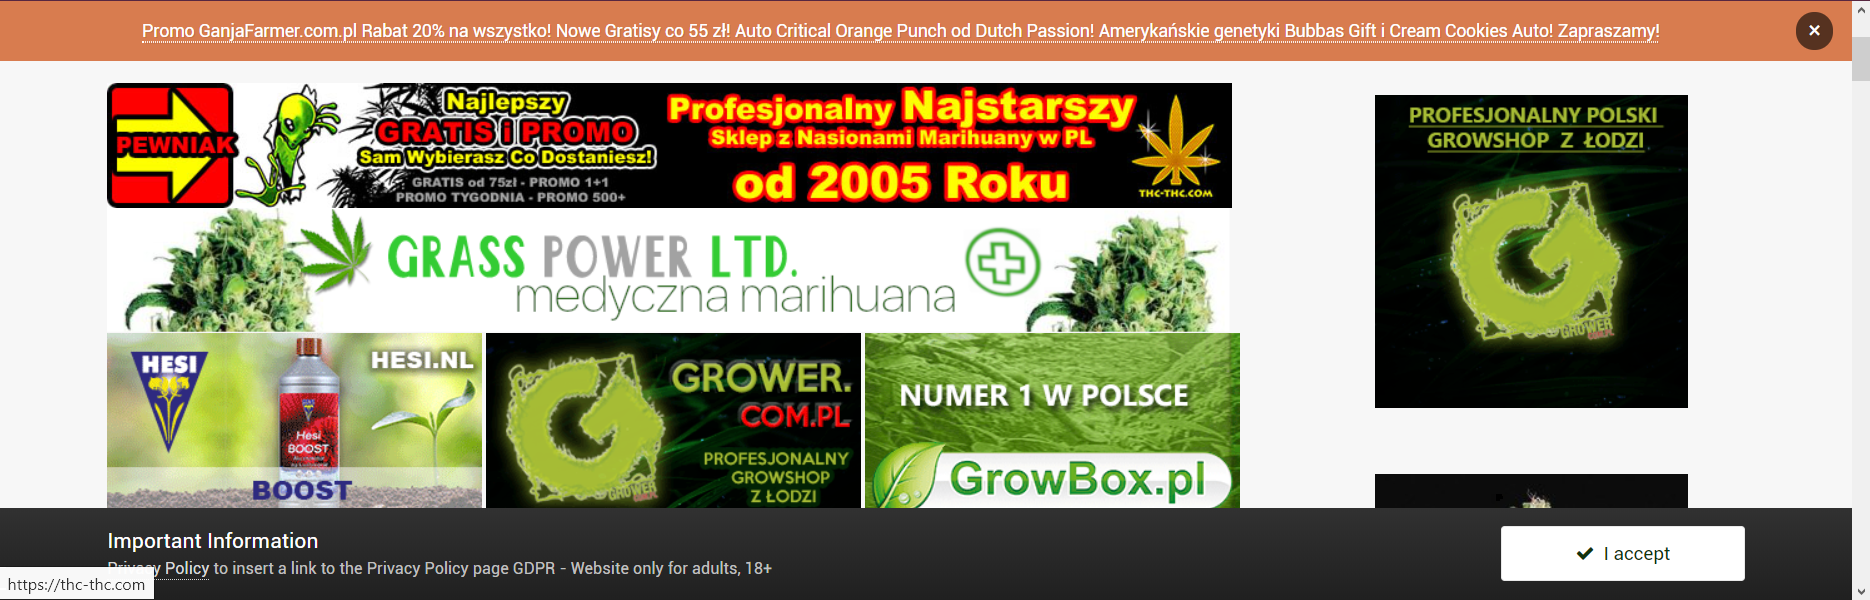 Promo GanjaFarmer.com.pl Rabat 20% na wszystko! Nowe Gratisy co 55 zł! Auto Critical Orange Punch od Dutch Passion! Amerykańskie genetyki Bubbas Gift i Cream Cookies Auto! Zapraszamy!
PEWNIAK
Najlepszy
GRATIS i PROMO
Sam Wybierasz Co Dostaniesz!
GRATIS od 75zł - PROMO 1+1
PROMO TYGODNIA - PROMO 500+
Profesjonalny Najstarszy
Sklep z Nasionami Marihuany w PL
od 2005 Roku
THC-THC.COM
PROFESJONALNY POLSKI
GROWSHOP Z ŁODZI
GROWER
GRASS POWER LTD.
medyczna marihuana
HESI
HESI.NL
Hesi
BOOST
BOOST
GROWER.
COM.PL
PROFESJONALNY
GROWSHOP
Z ŁODZI
GROWER
NUMER 1 W POLSCE
GrowBox.pl
Important Information
Privacy Policy to insert a link to the Privacy Policy page GDPR - Website only for adults, 18+
I accept
https://thc-thc.com